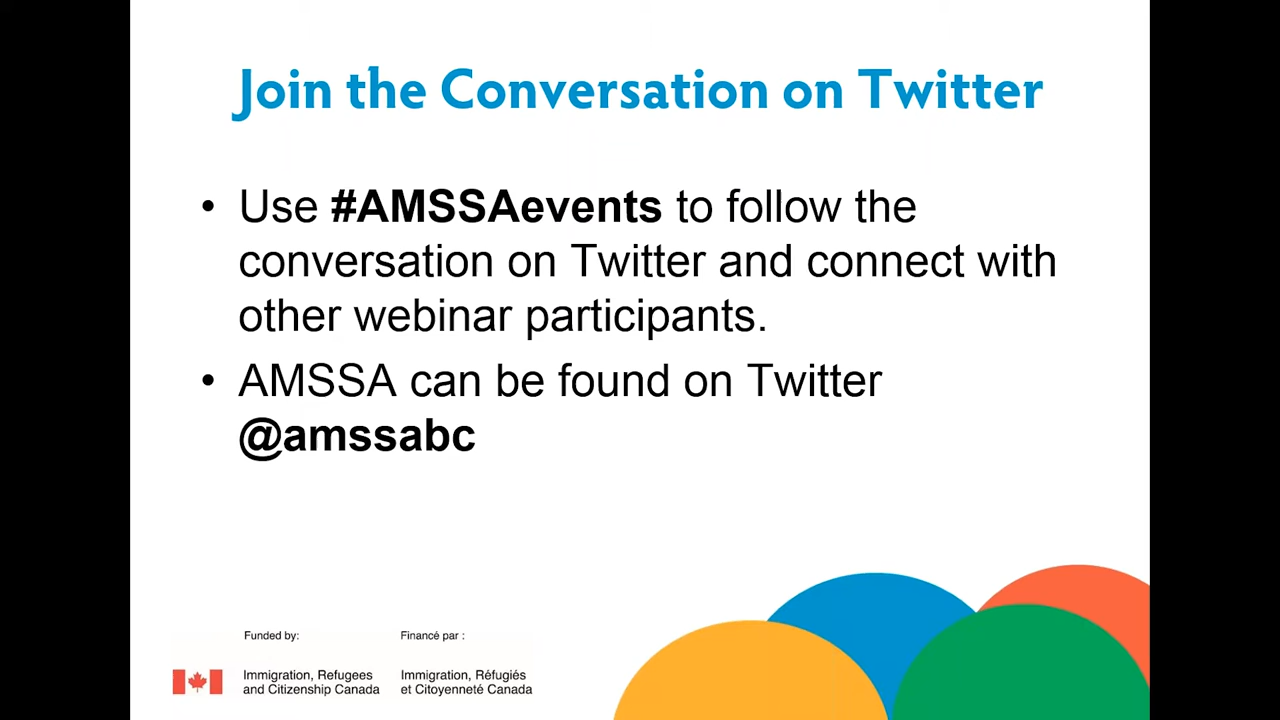 Join the Conversation on Twitter
• Use #AMSSAevents to follow the
conversation on Twitter and connect with
other webinar participants.
• AMSSA can be found on Twitter
@amssabc
Funded by:
Immigration, Refugees
and Citizenship Canada
Financé par :
Immigration, Réfugiés
et Citoyenneté Canada